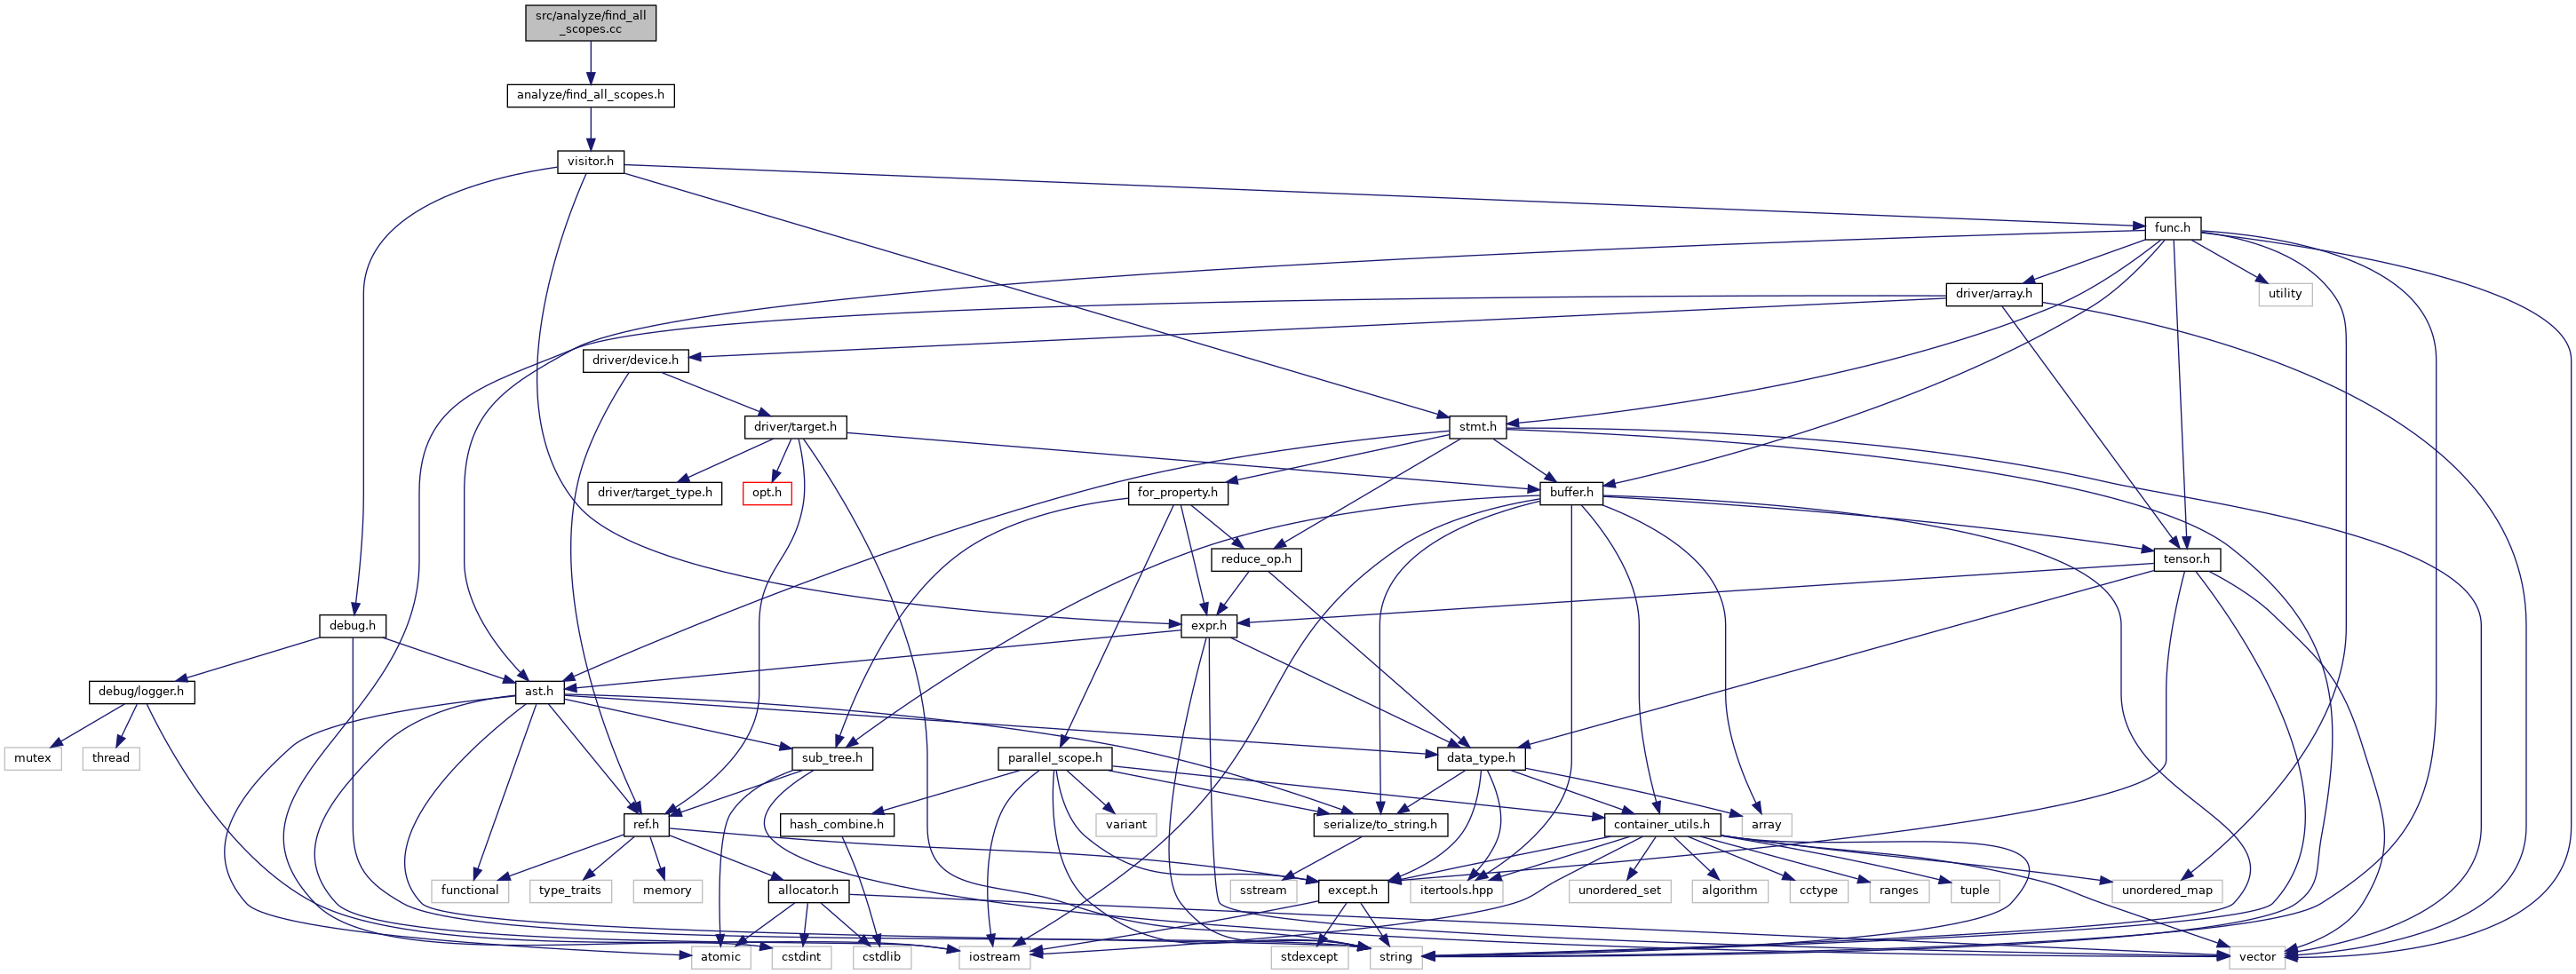 src/analyze/find_all
_scopes.cc
analyze/find_all_scopes.h
visitor.h
func.h
driver/array.h
utility
driver/device.h
driver/target.h
stmt.h
driver/target_type.h
opt.h
for_property.h
buffer.h
reduce_op.h
tensor.h
debug.h
expr.h
debug/logger.h
ast.h
mutex
thread
sub_tree.h
parallel_scope.h
data_type.h
ref.h
hash_combine.h
variant
serialize/to_string.h
container_utils.h
array
functional
type_traits
memory
allocator.h
sstream
except.h
itertools.hpp
unordered_set
algorithm
cctype
ranges
tuple
unordered_map
atomic
cstdint
cstdlib
iostream
stdexcept
string
vector